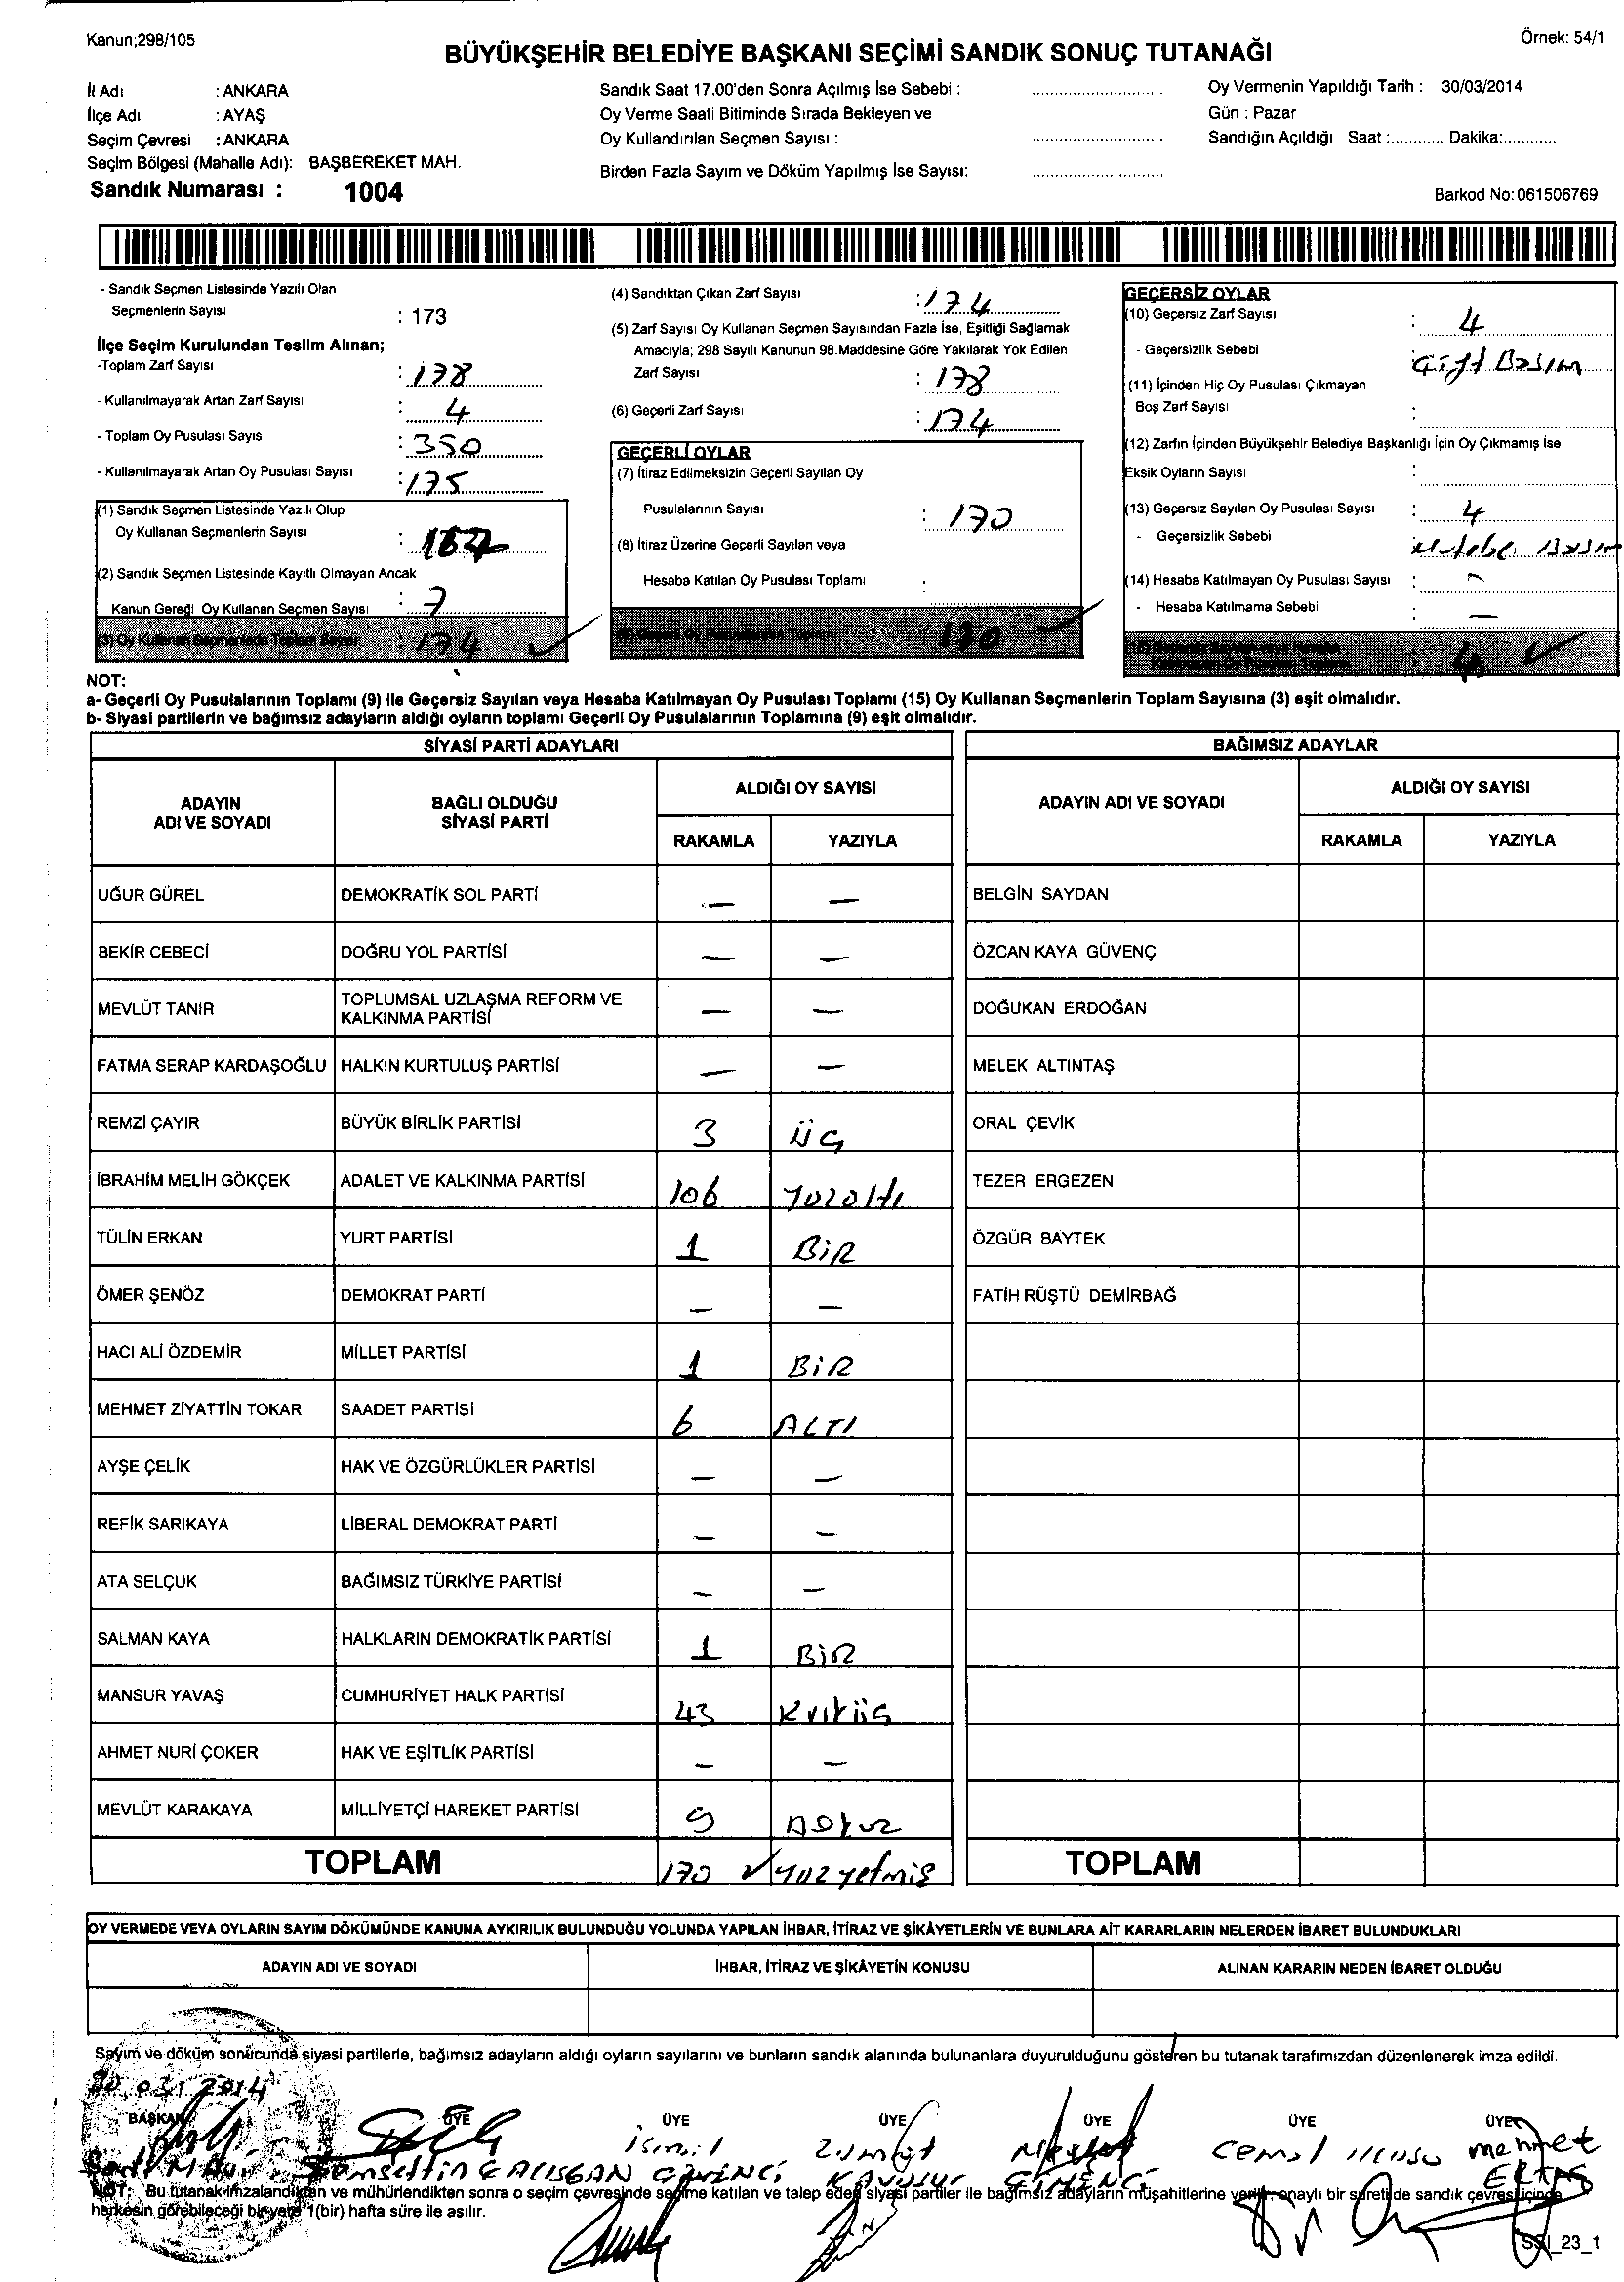 Kanun;298/105
Örnek: 54/1
BÜYÜKŞEHİR BELEDİYE BAŞKANI SEÇİMİ SANDIK SONUÇ TUTANAĞI
İl Adı : ANKARA
İlçe Adı : AYAŞ
Seçim Çevresi : ANKARA
Seçim Bölgesi (Mahalle Adı): BAŞBEREKET MAH.
Sandık Numarası : 1004
Sandık Saat 17.00'den Sonra Açılmış İse Sebebi :
Oy Verme Saati Bitiminde Sırada Bekleyen ve
Oy Kullandırılan Seçmen Sayısı :
Birden Fazla Sayım ve Döküm Yapılmış İse Sayısı:
Oy Vermenin Yapıldığı Tarih : 30/03/2014
Gün : Pazar
Sandığın Açıldığı Saat :............ Dakika:............
Barkod No:061506769
- Sandık Seçmen Listesinde Yazılı Olan
Seçmenlerin Sayısı : 173
İlçe Seçim Kurulundan Teslim Alınan;
-Toplam Zarf Sayısı : 178
- Kullanılmayarak Artan Zarf Sayısı : 4
- Toplam Oy Pusulası Sayısı : 350
- Kullanılmayarak Artan Oy Pusulası Sayısı : 175
(1) Sandık Seçmen Listesinde Yazılı Olup
Oy Kullanan Seçmenlerin Sayısı :
(2) Sandık Seçmen Listesinde Kayıtlı Olmayan Ancak
Kanun Gereği Oy Kullanan Seçmen Sayısı : 7
(3) Oy Kullanan Seçmenlerin Toplam Sayısı : 174
(4) Sandıktan Çıkan Zarf Sayısı : 174
(5) Zarf Sayısı Oy Kullanan Seçmen Sayısından Fazla İse, Eşitliği Sağlamak
Amacıyla; 298 Sayılı Kanunun 98.Maddesine Göre Yakılarak Yok Edilen
Zarf Sayısı : 178
(6) Geçerli Zarf Sayısı : 174
GEÇERLİ OYLAR
(7) İtiraz Edilmeksizin Geçerli Sayılan Oy
Pusulalarının Sayısı : 170
(8) İtiraz Üzerine Geçerli Sayılan veya
Hesaba Katılan Oy Pusulası Toplamı :
(9) Geçerli Oy Pusulalarının Toplamı : 170
GEÇERSİZ OYLAR
(10) Geçersiz Zarf Sayısı : 4
- Geçersizlik Sebebi Çift Basım
(11) İçinden Hiç Oy Pusulası Çıkmayan
Boş Zarf Sayısı :
(12) Zarfın İçinden Büyükşehir Belediye Başkanlığı İçin Oy Çıkmamış İse
Eksik Oyların Sayısı :
(13) Geçersiz Sayılan Oy Pusulası Sayısı : 4
- Geçersizlik Sebebi
(14) Hesaba Katılmayan Oy Pusulası Sayısı : -
- Hesaba Katılmama Sebebi : -
4
NOT:
a- Geçerli Oy Pusulalarının Toplamı (9) ile Geçersiz Sayılan veya Hesaba Katılmayan Oy Pusulası Toplamı (15) Oy Kullanan Seçmenlerin Toplam Sayısına (3) eşit olmalıdır.
b- Siyasi partilerin ve bağımsız adayların aldığı oyların toplamı Geçerli Oy Pusulalarının Toplamına (9) eşit olmalıdır.
SİYASİ PARTİ ADAYLARI
ADAYIN ADI VE SOYADI
BAĞLI OLDUĞU SİYASİ PARTİ
ALDIĞI OY SAYISI
RAKAMLA YAZIYLA
UĞUR GÜREL DEMOKRATİK SOL PARTİ - -
BEKİR CEBECİ DOĞRU YOL PARTİSİ - -
MEVLÜT TANIR TOPLUMSAL UZLAŞMA REFORM VE KALKINMA PARTİSİ - -
FATMA SERAP KARDAŞOĞLU HALKIN KURTULUŞ PARTİSİ - -
REMZİ ÇAYIR BÜYÜK BİRLİK PARTİSİ 3 ÜÇ
İBRAHİM MELİH GÖKÇEK ADALET VE KALKINMA PARTİSİ 106 Yüzaltı
TÜLİN ERKAN YURT PARTİSİ 1 BİR
ÖMER ŞENÖZ DEMOKRAT PARTİ - -
HACI ALİ ÖZDEMİR MİLLET PARTİSİ 1 BİR
MEHMET ZİYATTİN TOKAR SAADET PARTİSİ 6 ALTI
AYŞE ÇELİK HAK VE ÖZGÜRLÜKLER PARTİSİ - -
REFİK SARIKAYA LİBERAL DEMOKRAT PARTİ - -
ATA SELÇUK BAĞIMSIZ TÜRKİYE PARTİSİ - -
SALMAN KAYA HALKLARIN DEMOKRATİK PARTİSİ 1 BİR
MANSUR YAVAŞ CUMHURİYET HALK PARTİSİ 43 Kırküç
AHMET NURİ ÇOKER HAK VE EŞİTLİK PARTİSİ - -
MEVLÜT KARAKAYA MİLLİYETÇİ HAREKET PARTİSİ 9 Dokuz
TOPLAM 170 yüzyetmiş
BAĞIMSIZ ADAYLAR
ADAYIN ADI VE SOYADI
ALDIĞI OY SAYISI
RAKAMLA YAZIYLA
BELGİN SAYDAN
ÖZCAN KAYA GÜVENÇ
DOĞUKAN ERDOĞAN
MELEK ALTINTAŞ
ORAL ÇEVİK
TEZER ERGEZEN
ÖZGÜR BAYTEK
FATİH RÜŞTÜ DEMİRBAĞ
TOPLAM
OY VERMEDE VEYA OYLARIN SAYIM DÖKÜMÜNDE KANUNA AYKIRILIK BULUNDUĞU YOLUNDA YAPILAN İHBAR, İTİRAZ VE ŞİKÂYETLERİN VE BUNLARA AİT KARARLARIN NELERDEN İBARET BULUNDUKLARI
ADAYIN ADI VE SOYADI
İHBAR, İTİRAZ VE ŞİKÂYETİN KONUSU
ALINAN KARARIN NEDEN İBARET OLDUĞU
Sayım ve döküm sonucunda siyasi partilerle, bağımsız adayların aldığı oyların sayılarını ve bunların sandık alanında bulunanlara duyurulduğunu gösteren bu tutanak tarafımızdan düzenlenerek imza edildi.
30.03.2014
BAŞKAN ÜYE ÜYE ÜYE ÜYE ÜYE ÜYE
İsmail Cemal mehmet
Şemsettin ÇALIŞGAN
NOT: Bu tutanak imzalandıktan ve mühürlendikten sonra o seçim çevresinde seçime katılan ve talep eden siyasi partiler ile bağımsız adayların müşahitlerine verilir, onaylı bir sureti de sandık çevresi içinde
herkesin görebileceği bir yere 1(bir) hafta süre ile asılır.
SSI_23_1